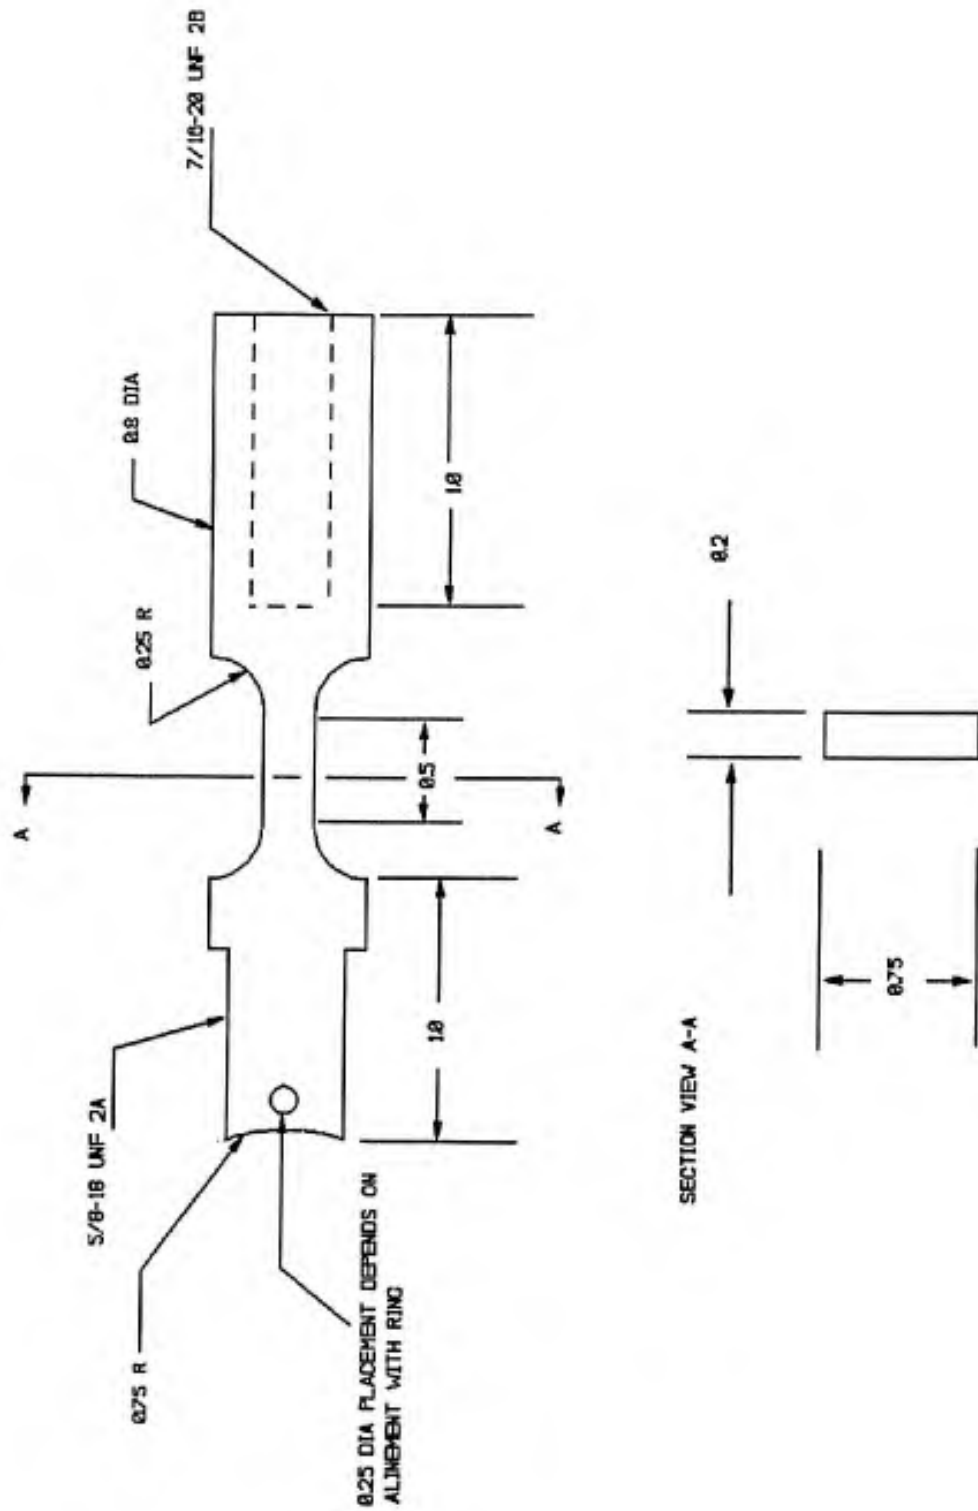 7/16-20 UNF 2B
0.8 DIA
0.25 R
A
A
5/8-18 UNF 2A
0.75 R
0.25 DIA PLACEMENT DEPENDS ON
ALINEMENT WITH RING
1.0
0.5
1.0
SECTION VIEW A-A
0.2
0.75